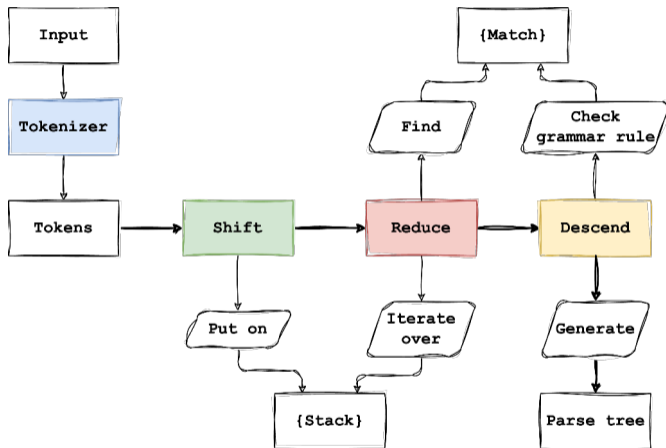 Input
{Match}
Tokenizer
Find
Check
grammar rule
Tokens
Shift
Reduce
Descend
Put on
Iterate
over
Generate
{Stack}
Parse tree